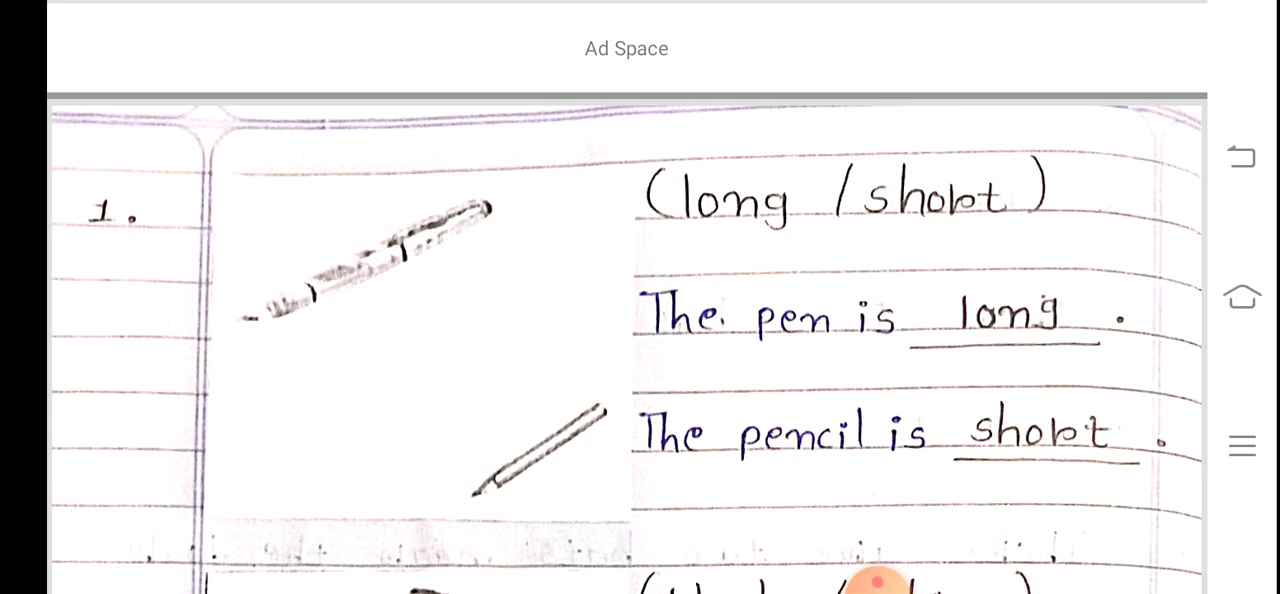 Ad Space
1.
(long / short)
The pen is long .
The pencil is short .